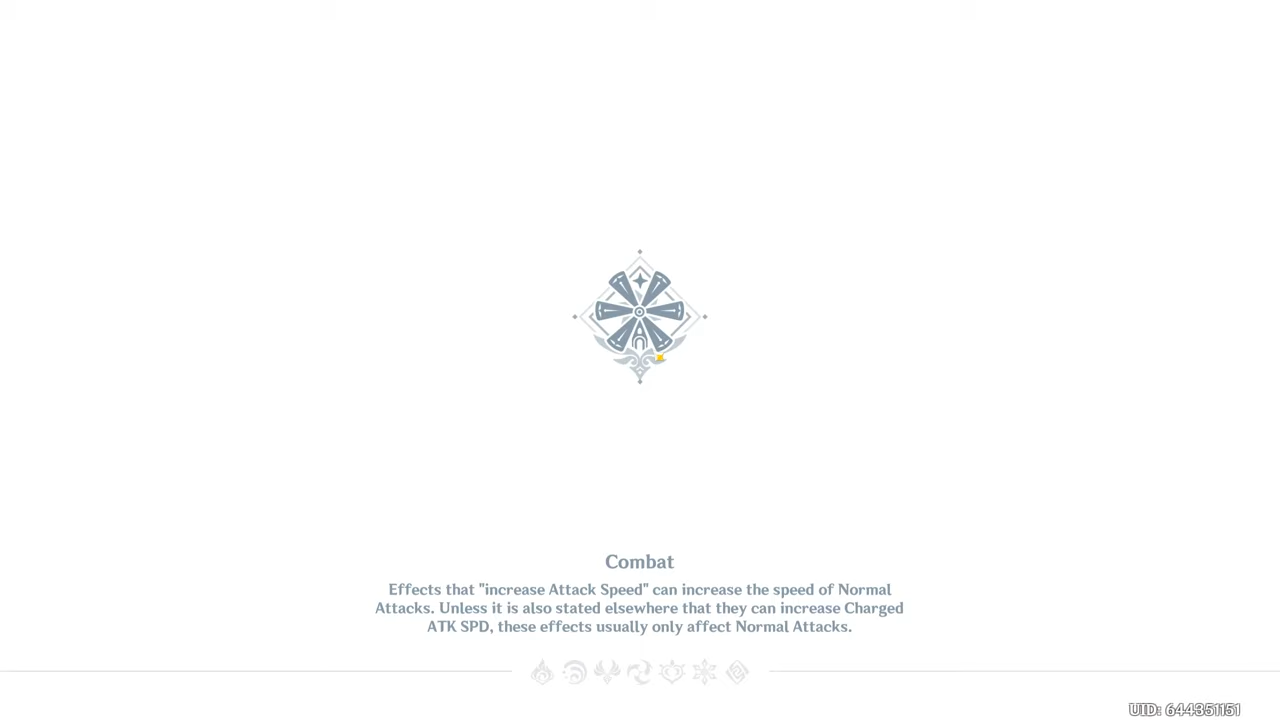 Combat
Effects that "increase Attack Speed" can increase the speed of Normal
Attacks. Unless it is also stated elsewhere that they can increase Charged
ATK SPD, these effects usually only affect Normal Attacks.
UID: 644351151